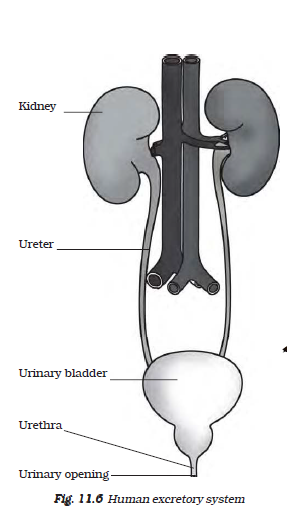 Kidney
Ureter
Urinary bladder
Urethra
Urinary opening
Fig. 11.6 Human excretory system